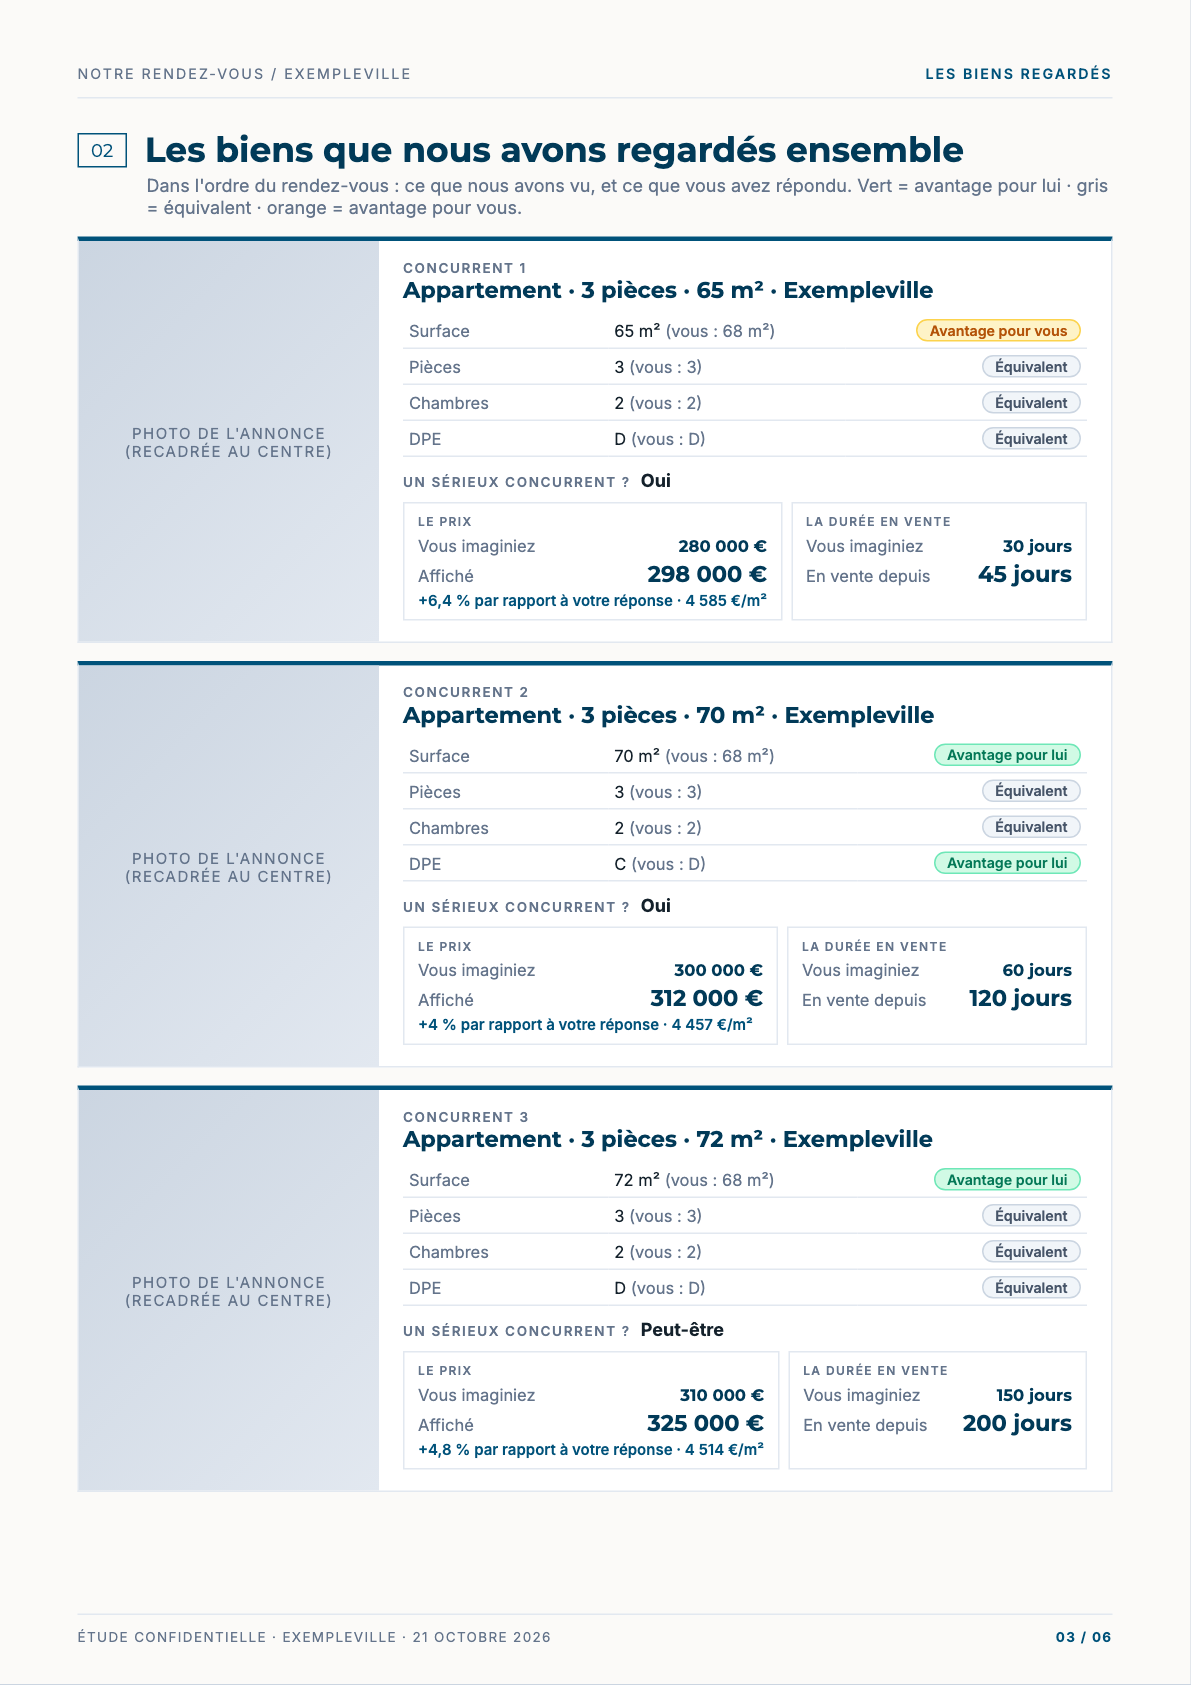 NOTRE RENDEZ-VOUS / EXEMPLEVILLE
LES BIENS REGARDÉS
02
Les biens que nous avons regardés ensemble
Dans l'ordre du rendez-vous : ce que nous avons vu, et ce que vous avez répondu. Vert = avantage pour lui · gris
= équivalent · orange = avantage pour vous.
PHOTO DE L'ANNONCE
(RECADRÉE AU CENTRE)
CONCURRENT 1
Appartement · 3 pièces · 65 m² · Exempleville
Surface 65 m² (vous : 68 m²) Avantage pour vous
Pièces 3 (vous : 3) Équivalent
Chambres 2 (vous : 2) Équivalent
DPE D (vous : D) Équivalent
UN SÉRIEUX CONCURRENT ? Oui
LE PRIX
Vous imaginiez 280 000 €
Affiché 298 000 €
+6,4 % par rapport à votre réponse · 4 585 €/m²
LA DURÉE EN VENTE
Vous imaginiez 30 jours
En vente depuis 45 jours
PHOTO DE L'ANNONCE
(RECADRÉE AU CENTRE)
CONCURRENT 2
Appartement · 3 pièces · 70 m² · Exempleville
Surface 70 m² (vous : 68 m²) Avantage pour lui
Pièces 3 (vous : 3) Équivalent
Chambres 2 (vous : 2) Équivalent
DPE C (vous : D) Avantage pour lui
UN SÉRIEUX CONCURRENT ? Oui
LE PRIX
Vous imaginiez 300 000 €
Affiché 312 000 €
+4 % par rapport à votre réponse · 4 457 €/m²
LA DURÉE EN VENTE
Vous imaginiez 60 jours
En vente depuis 120 jours
PHOTO DE L'ANNONCE
(RECADRÉE AU CENTRE)
CONCURRENT 3
Appartement · 3 pièces · 72 m² · Exempleville
Surface 72 m² (vous : 68 m²) Avantage pour lui
Pièces 3 (vous : 3) Équivalent
Chambres 2 (vous : 2) Équivalent
DPE D (vous : D) Équivalent
UN SÉRIEUX CONCURRENT ? Peut-être
LE PRIX
Vous imaginiez 310 000 €
Affiché 325 000 €
+4,8 % par rapport à votre réponse · 4 514 €/m²
LA DURÉE EN VENTE
Vous imaginiez 150 jours
En vente depuis 200 jours
ÉTUDE CONFIDENTIELLE · EXEMPLEVILLE · 21 OCTOBRE 2026
03 / 06